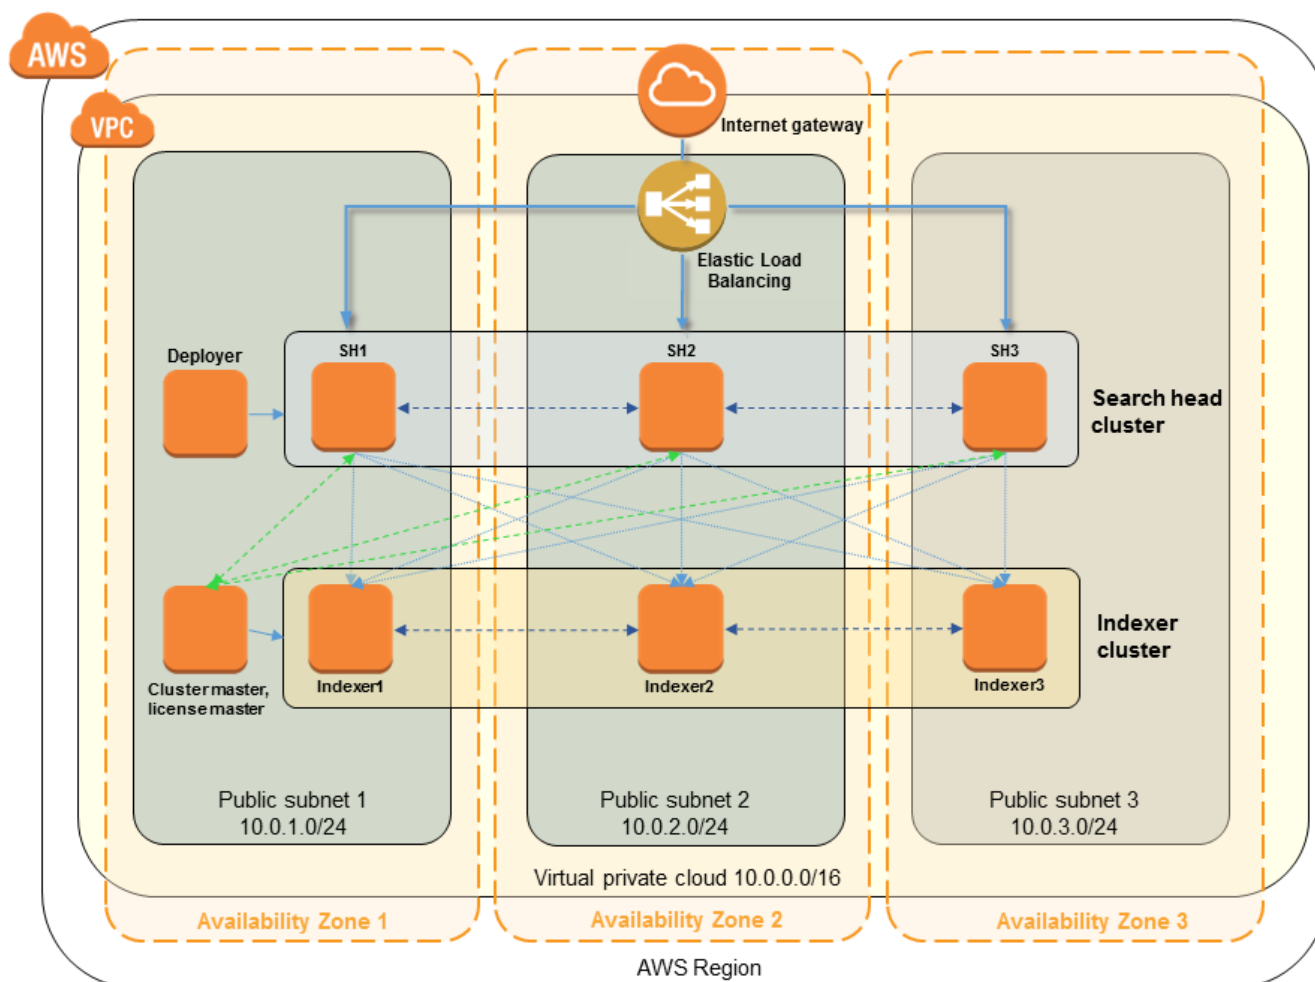 AWS
VPC
Internet gateway
Elastic Load
Balancing
Deployer
SH1
SH2
SH3
Search head
cluster
Cluster master,
license master
Indexer1
Indexer2
Indexer3
Indexer
cluster
Public subnet 1
10.0.1.0/24
Public subnet 2
10.0.2.0/24
Public subnet 3
10.0.3.0/24
Virtual private cloud 10.0.0.0/16
Availability Zone 1
Availability Zone 2
Availability Zone 3
AWS Region